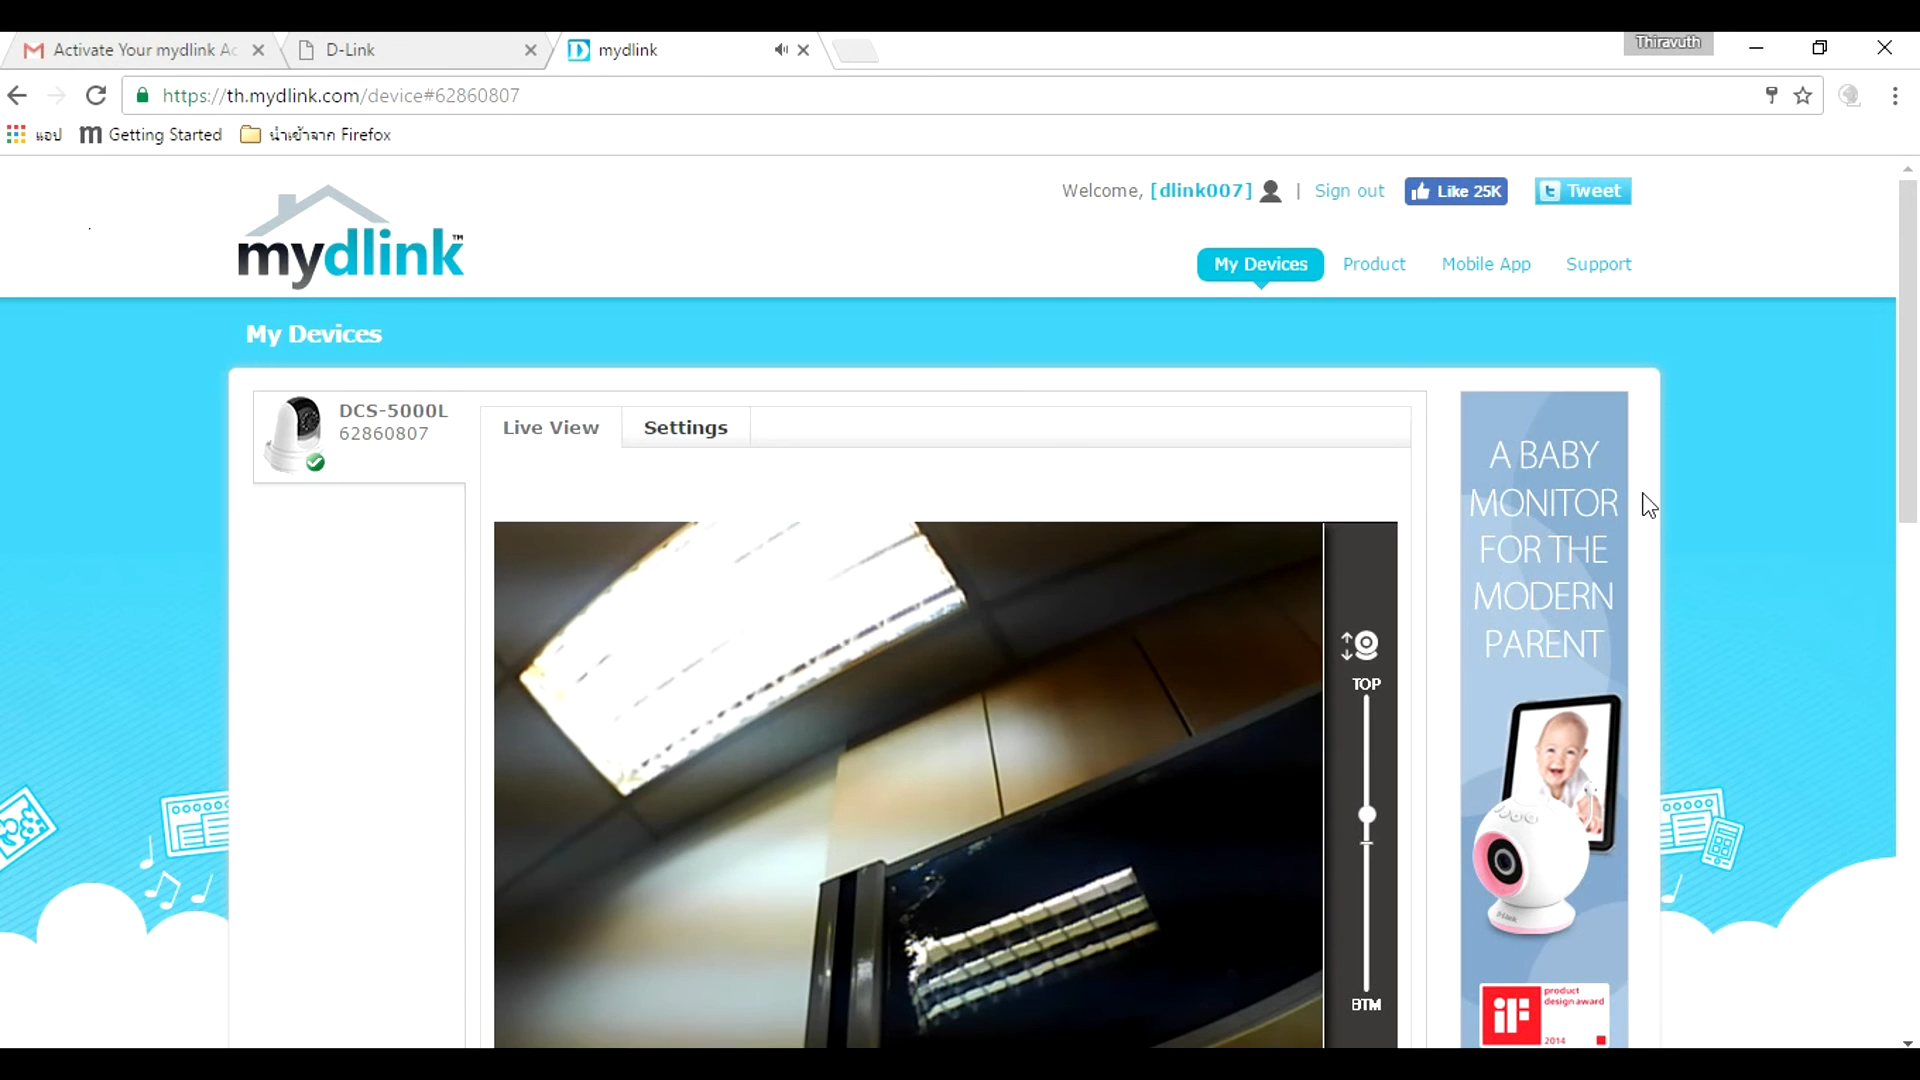 Thiravuth
Activate Your mydlink Ac
D-Link
mydlink
https://th.mydlink.com/device#62860807
แอป
Getting Started
นำเข้าจาก Firefox
mydlink™
Welcome, [dlink007] | Sign out
Like 25K
Tweet
My Devices
Product
Mobile App
Support
My Devices
DCS-5000L
62860807
Live View
Settings
TOP
BTM
A BABY
MONITOR
FOR THE
MODERN
PARENT
D-Link
iF
product
design award
2014